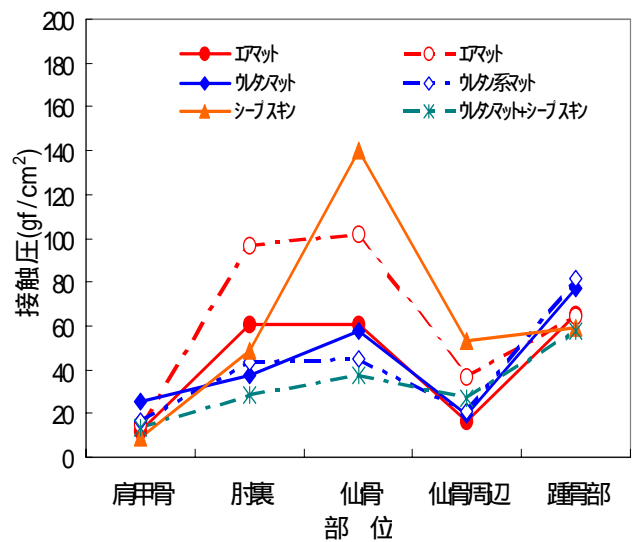 200
180
160
140
120
100
80
60
40
20
0
接触圧(gf/cm²)
エアマット
エアマット
ウレタンマット
ウレタン系マット
シープスキン
ウレタンマット+シープスキン
肩甲骨
肘裏
仙骨
仙骨周辺
踵骨部
部 位